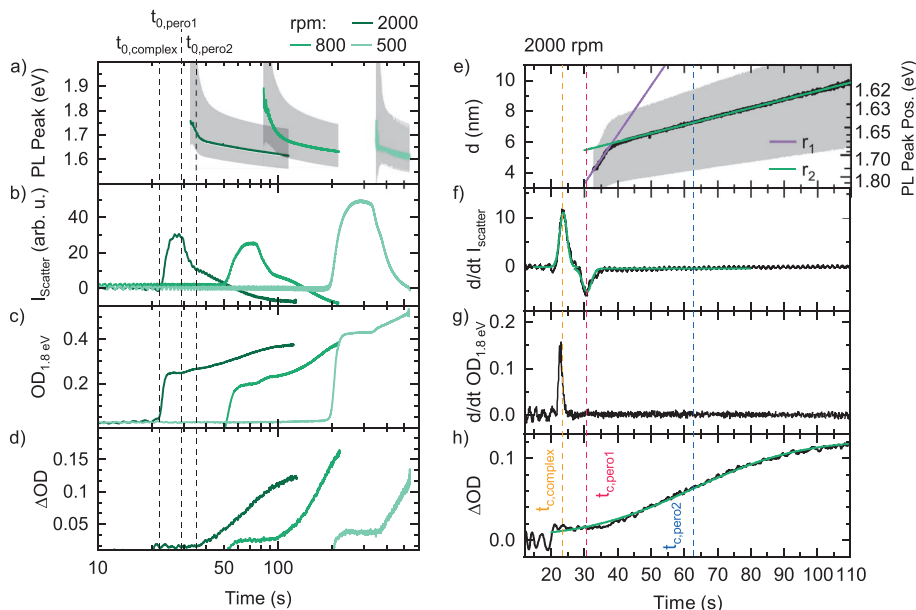 t0,pero1
t0,complex
t0,pero2
rpm:
2000
800
500
a)
PL Peak (eV)
1.9
1.8
1.7
1.6
b)
Iscatter (arb. u.)
40
20
0
c)
OD1.8 eV
0.4
0.2
d)
ΔOD
0.15
0.10
0.05
10
100
Time (s)
2000 rpm
e)
d (nm)
10
8
6
4
r1
r2
PL Peak Pos. (eV)
1.62
1.63
1.65
1.70
1.80
f)
d/dt Iscatter
10
0
g)
d/dt OD1.8 eV
0.2
0.1
0.0
h)
ΔOD
0.1
0.0
tc,complex
tc,pero1
tc,pero2
20 30 40 50 60 70 80 90 100 110
Time (s)